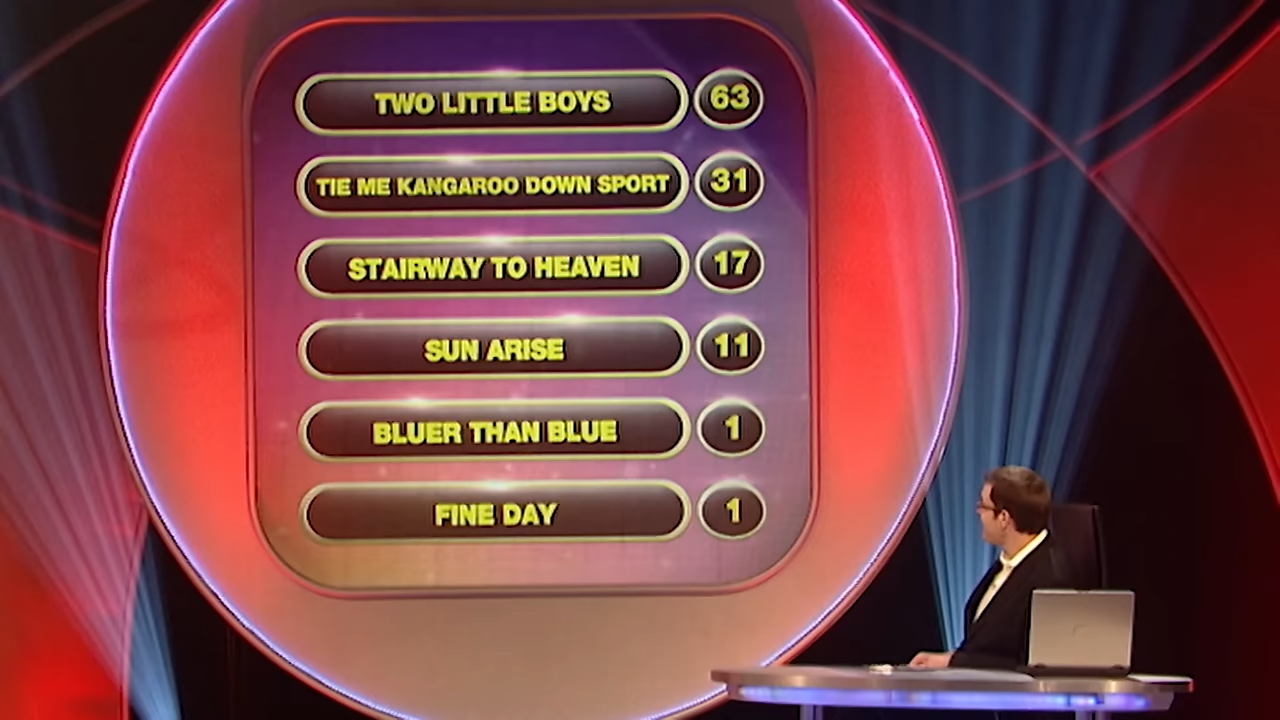 TWO LITTLE BOYS 63
TIE ME KANGAROO DOWN SPORT 31
STAIRWAY TO HEAVEN 17
SUN ARISE 11
BLUER THAN BLUE 1
FINE DAY 1